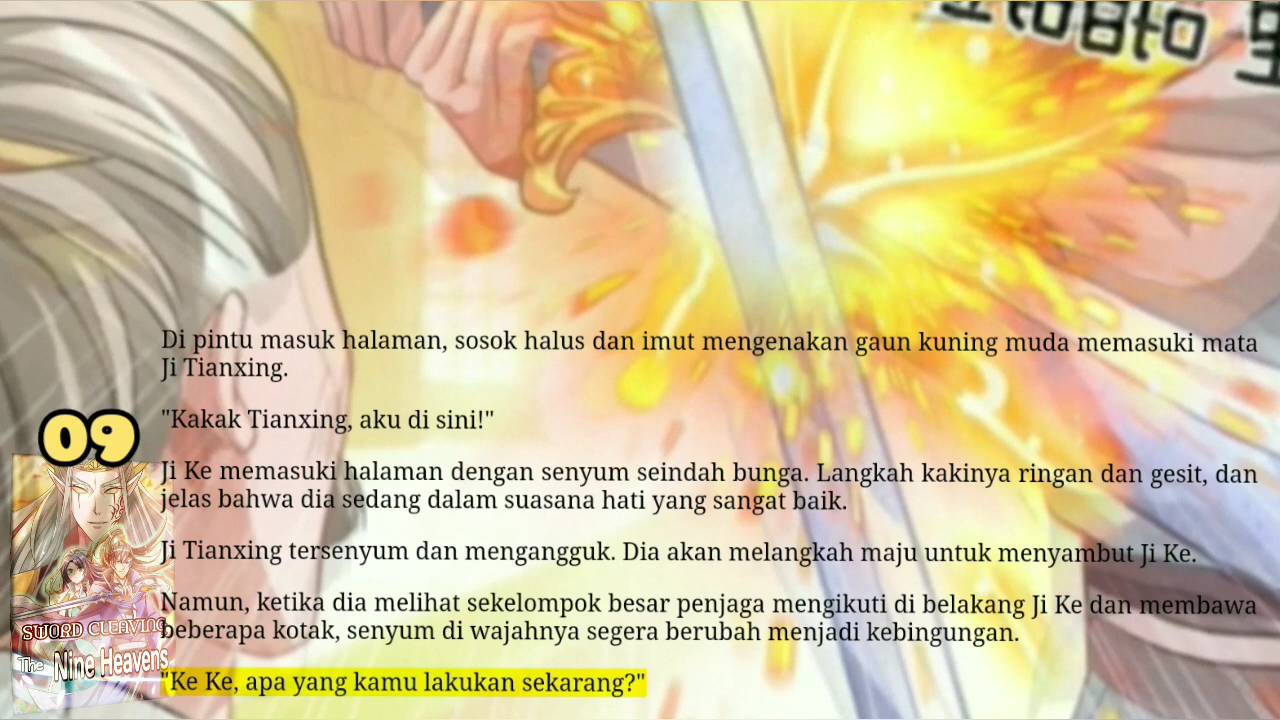 Di pintu masuk halaman, sosok halus dan imut mengenakan gaun kuning muda memasuki mata
Ji Tianxing.
"Kakak Tianxing, aku di sini!"
Ji Ke memasuki halaman dengan senyum seindah bunga. Langkah kakinya ringan dan gesit, dan
jelas bahwa dia sedang dalam suasana hati yang sangat baik.
Ji Tianxing tersenyum dan mengangguk. Dia akan melangkah maju untuk menyambut Ji Ke.
Namun, ketika dia melihat sekelompok besar penjaga mengikuti di belakang Ji Ke dan membawa
beberapa kotak, senyum di wajahnya segera berubah menjadi kebingungan.
"Ke Ke, apa yang kamu lakukan sekarang?"
09
SWORD CLEAVING
The Nine Heavens